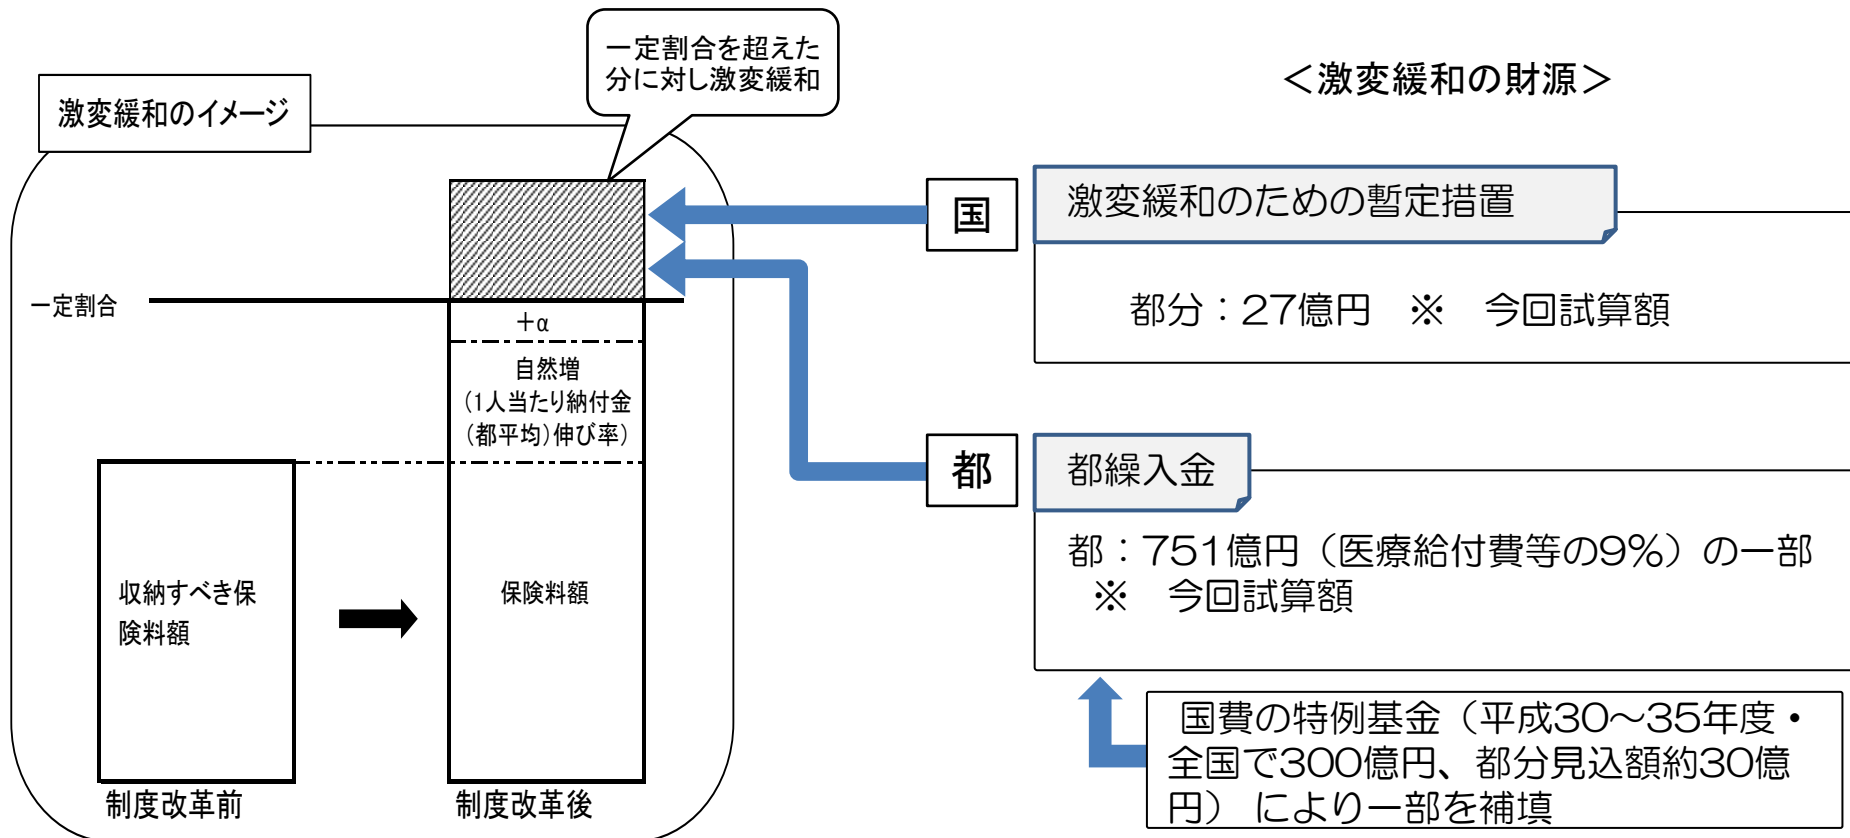 一定割合を超えた
分に対し激変緩和
激変緩和のイメージ
一定割合
+α
自然増
(1人当たり納付金
(都平均)伸び率)
収納すべき保
険料額
保険料額
制度改革前
制度改革後
＜激変緩和の財源＞
国
激変緩和のための暫定措置
都分：27億円　※　今回試算額
都
都繰入金
都：751億円（医療給付費等の9%）の一部
※　今回試算額
国費の特例基金（平成30～35年度・
全国で300億円、都分見込額約30億
円）により一部を補填